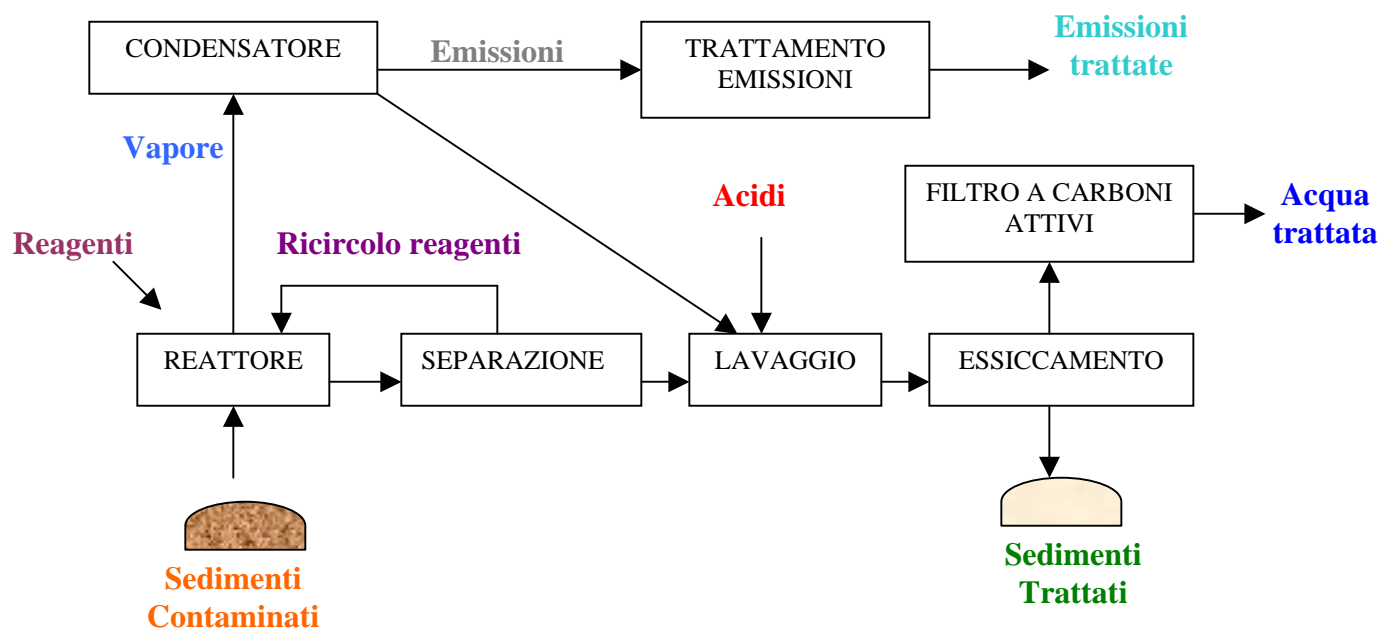 CONDENSATORE
Emissioni
TRATTAMENTO
EMISSIONI
Emissioni
trattate
Vapore
Acidi
FILTRO A CARBONI
ATTIVI
Acqua
trattata
Reagenti
Ricircolo reagenti
REATTORE
SEPARAZIONE
LAVAGGIO
ESSICCAMENTO
Sedimenti
Contaminati
Sedimenti
Trattati